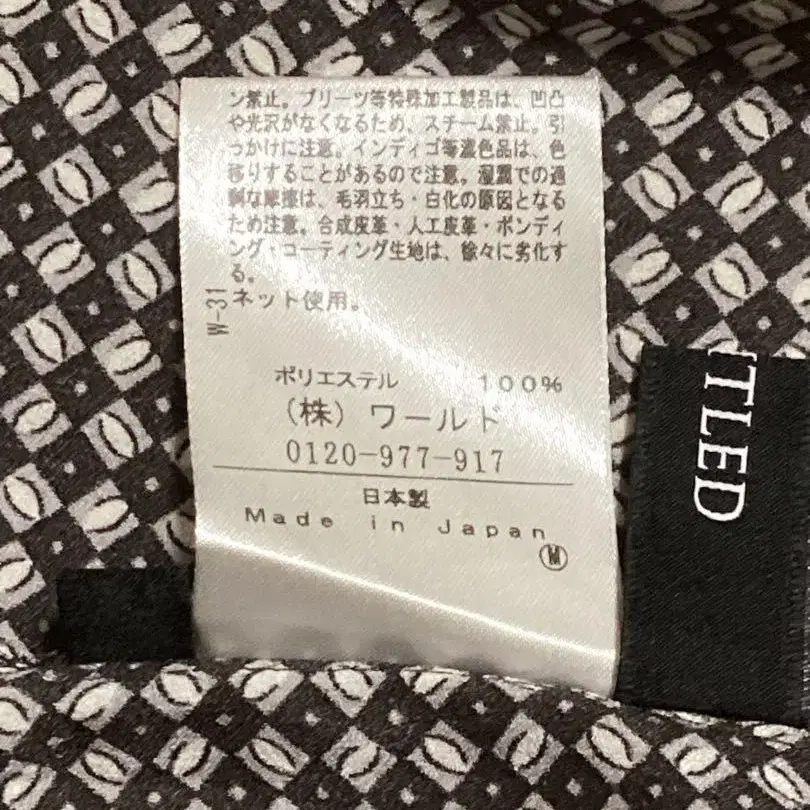 ン禁止。プリーツ等特殊加工製品は、凹凸
や光沢がなくなるため、スチーム禁止。引
っかけに注意。インディゴ等濃色品は、色
移りすることがあるので注意。湿潤での過
剰な摩擦は、毛羽立ち・白化の原因となる
ため注意。合成皮革・人工皮革・ボンディ
ング・コーティング生地は、徐々に劣化す
る。
ネット使用。
W-31
ポリエステル 100%
(株) ワールド
0120-977-917
日本製
Made in Japan
M
TLED